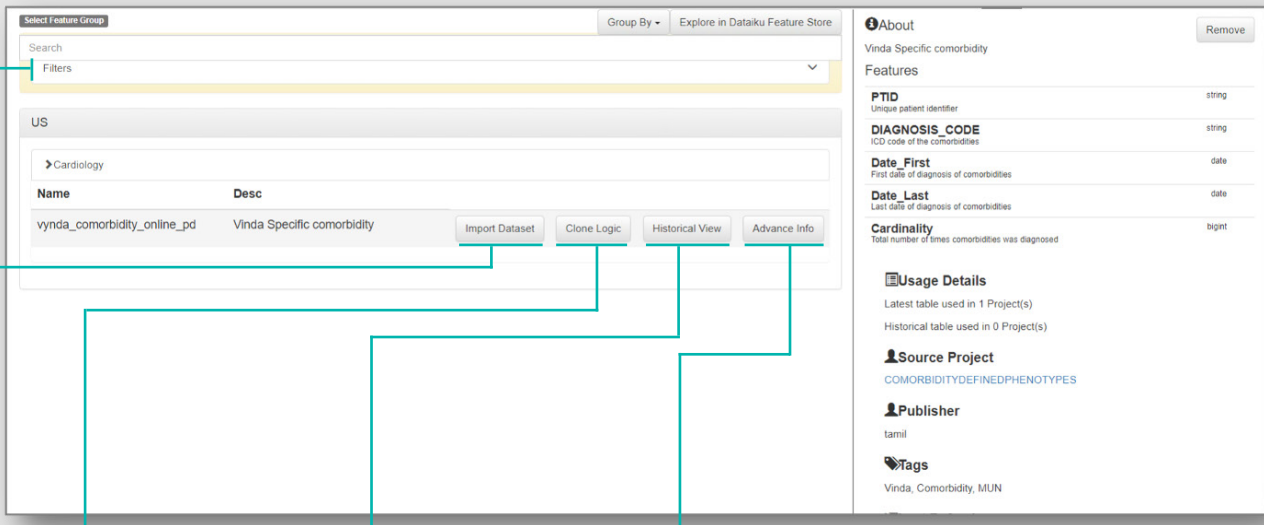 Select Feature Group
Group By
Explore in Dataiku Feature Store
Search
Filters
US
Cardiology
Name Desc
vynda_comorbidity_online_pd Vinda Specific comorbidity Import Dataset Clone Logic Historical View Advance Info
About
Remove
Vinda Specific comorbidity
Features
PTID string
Unique patient identifier
DIAGNOSIS_CODE string
ICD code of the comorbidities
Date_First date
First date of diagnosis of comorbidities
Date_Last date
Last date of diagnosis of comorbidities
Cardinality bigint
Total number of times comorbidities was diagnosed
Usage Details
Latest table used in 1 Project(s)
Historical table used in 0 Project(s)
Source Project
COMORBIDITYDEFINEDPHENOTYPES
Publisher
tamil
Tags
Vinda, Comorbidity, MUN